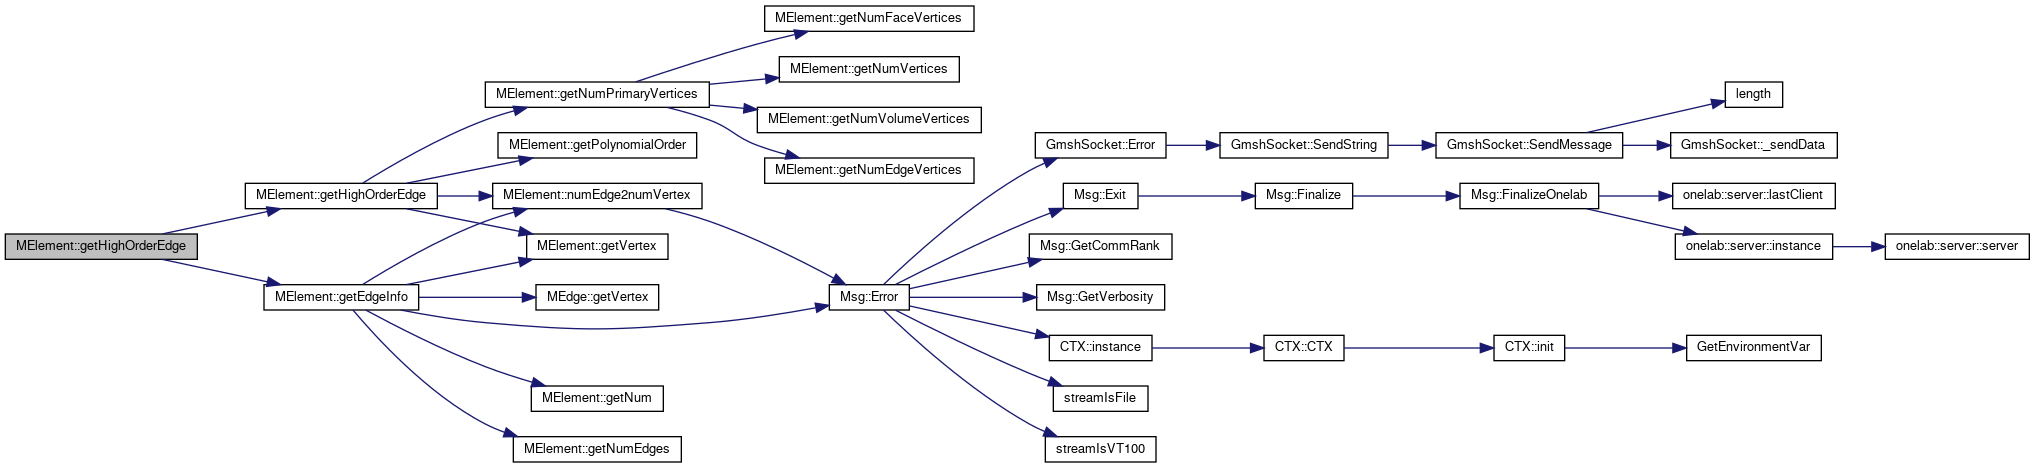 MElement::getNumFaceVertices
MElement::getNumVertices
MElement::getNumPrimaryVertices
length
MElement::getNumVolumeVertices
MElement::getPolynomialOrder
GmshSocket::Error
GmshSocket::SendString
GmshSocket::SendMessage
GmshSocket::_sendData
MElement::getNumEdgeVertices
MElement::getHighOrderEdge
MElement::numEdge2numVertex
Msg::Exit
Msg::Finalize
Msg::FinalizeOnelab
onelab::server::lastClient
MElement::getHighOrderEdge
MElement::getVertex
Msg::GetCommRank
onelab::server::instance
onelab::server::server
MElement::getEdgeInfo
MEdge::getVertex
Msg::Error
Msg::GetVerbosity
CTX::instance
CTX::CTX
CTX::init
GetEnvironmentVar
MElement::getNum
streamIsFile
MElement::getNumEdges
streamIsVT100